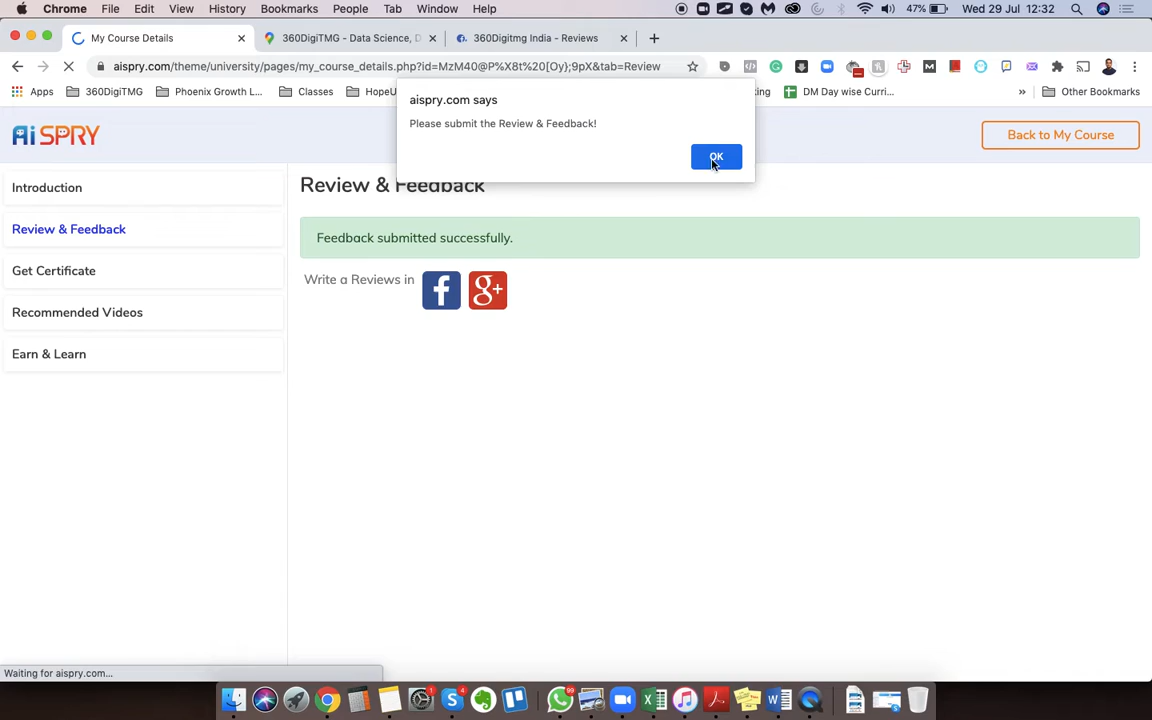 Chrome File Edit View History Bookmarks People Tab Window Help 47% Wed 29 Jul 12:32
My Course Details 360DigiTMG - Data Science, D 360Digitmg India - Reviews
aispry.com/theme/university/pages/my_course_details.php?id=MzM40@P%X8t%20[Oy};9pX&tab=Review
Apps 360DigiTMG Phoenix Growth L... Classes HopeU king DM Day wise Curri... » Other Bookmarks
aispry.com says
Please submit the Review & Feedback!
OK
AiSPRY
Back to My Course
Introduction
Review & Feedback
Get Certificate
Recommended Videos
Earn & Learn
Review & Feedback
Feedback submitted successfully.
Write a Reviews in f g+
Waiting for aispry.com...